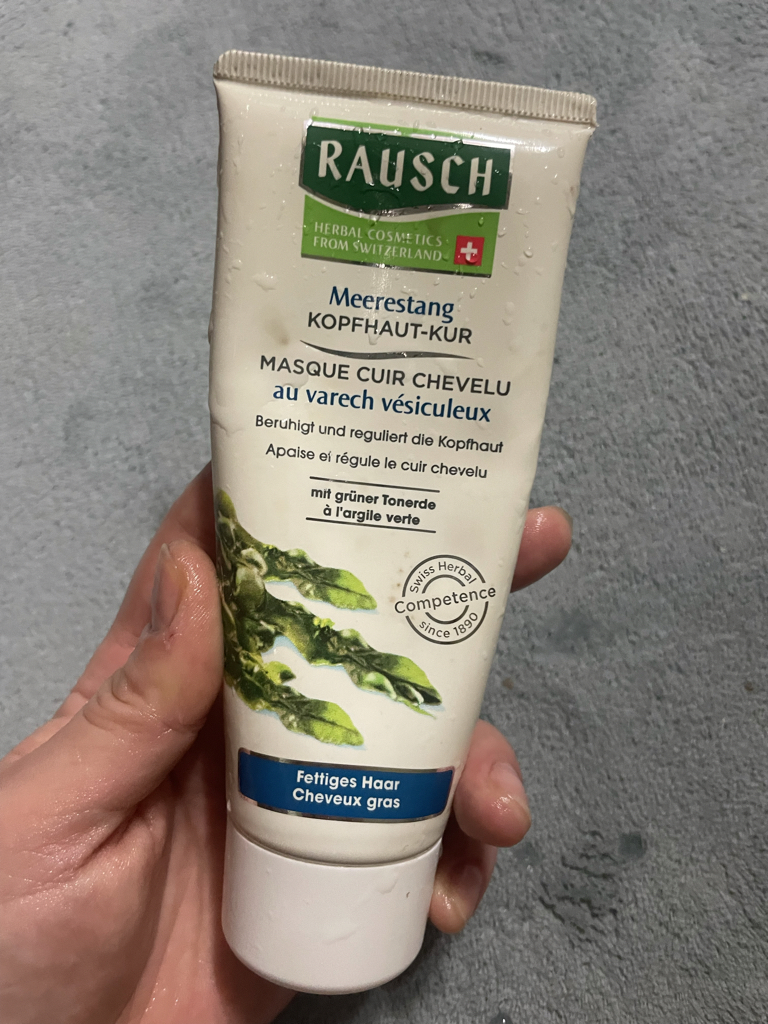 RAUSCH
HERBAL COSMETICS
FROM SWITZERLAND
Meerestang
KOPFHAUT-KUR
MASQUE CUIR CHEVELU
au varech vésiculeux
Beruhigt und reguliert die Kopfhaut
Apaise et régule le cuir chevelu
mit grüner Tonerde
à l'argile verte
Swiss Herbal
Competence
since 1890
Fettiges Haar
Cheveux gras